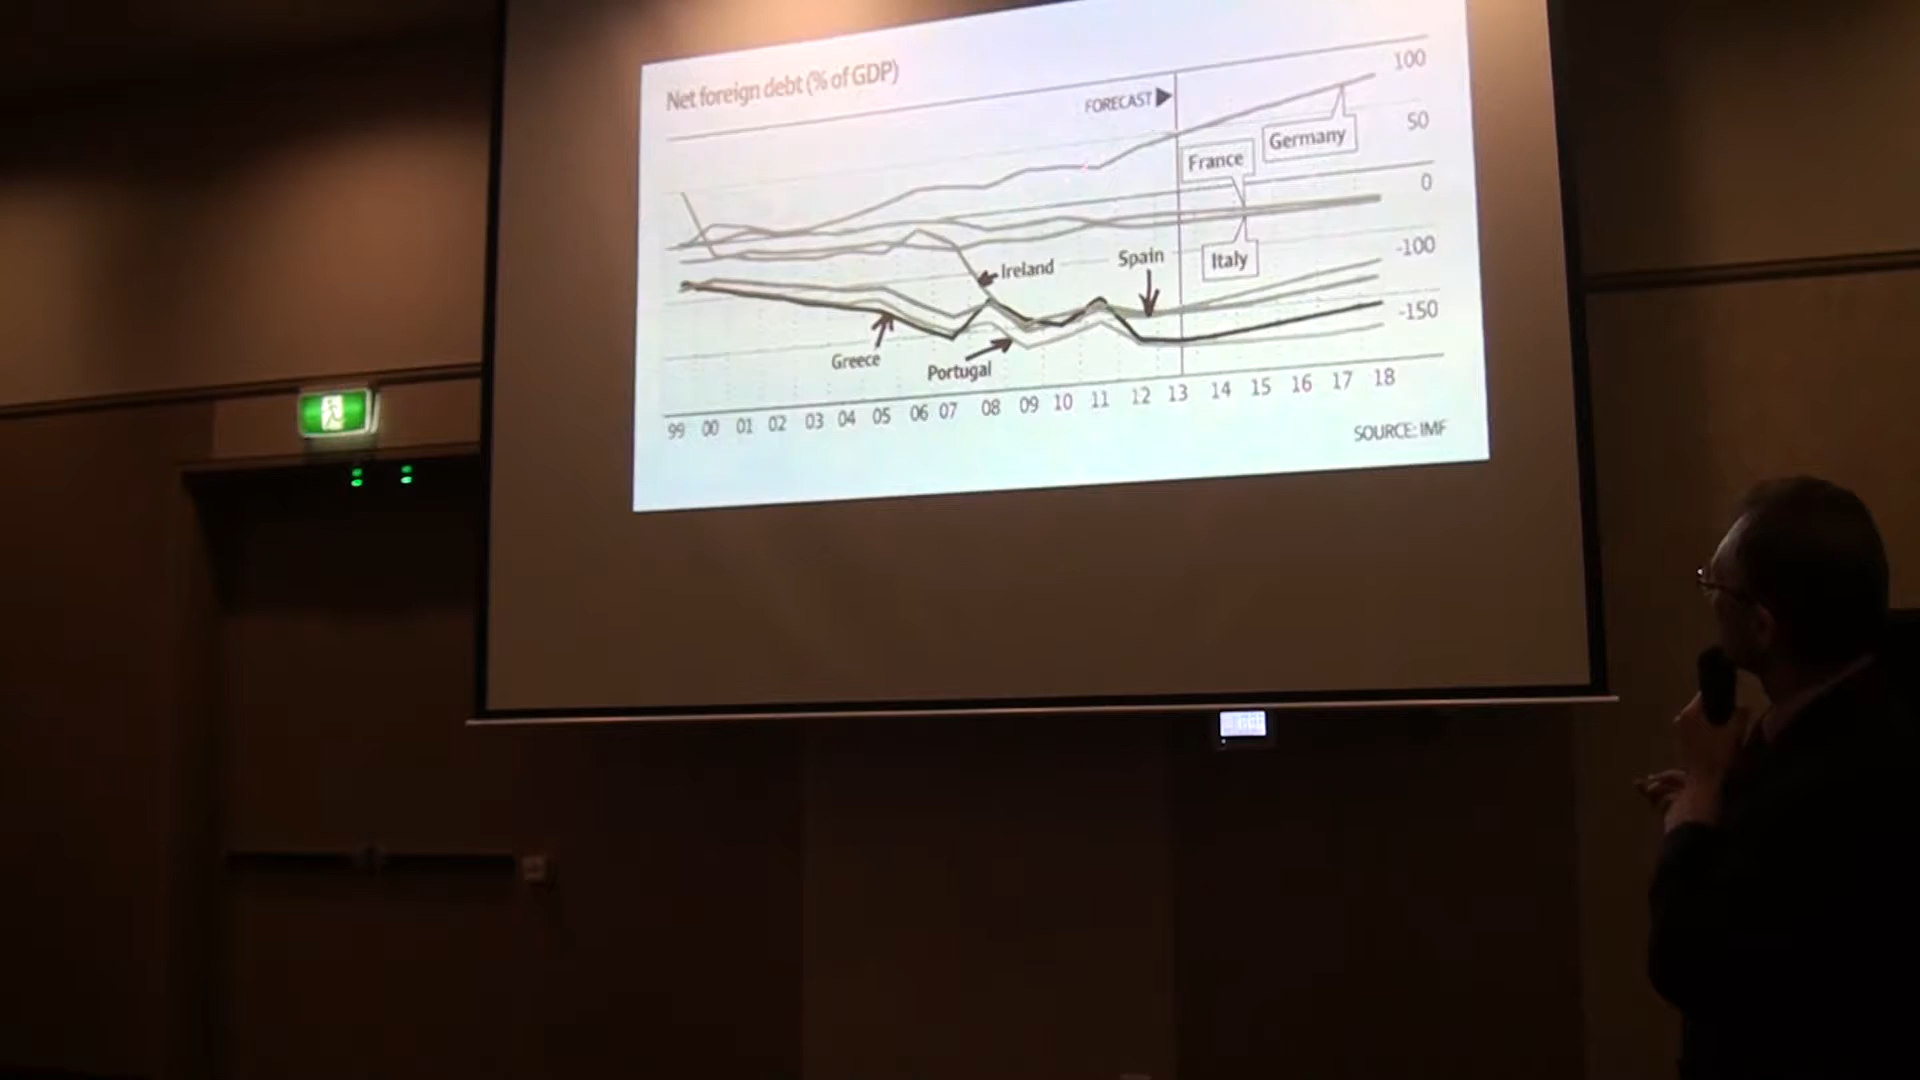 Net foreign debt (% of GDP)
FORECAST
100
50
0
-100
-150
Germany
France
Italy
Spain
Ireland
Greece
Portugal
99 00 01 02 03 04 05 06 07 08 09 10 11 12 13 14 15 16 17 18
SOURCE: IMF